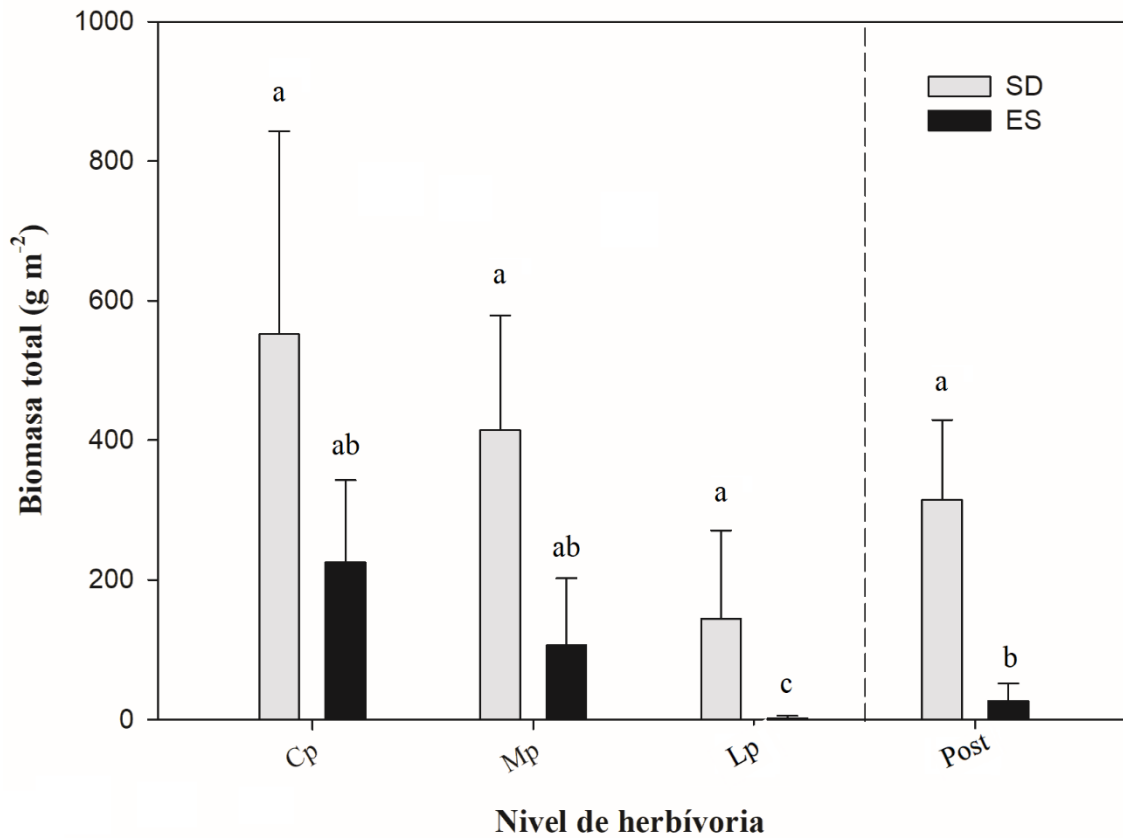 1000
800
600
400
200
0
Biomasa total (g m⁻²)
SD
ES
a
ab
a
ab
a
c
a
b
Cp
Mp
Lp
Post
Nivel de herbívoria